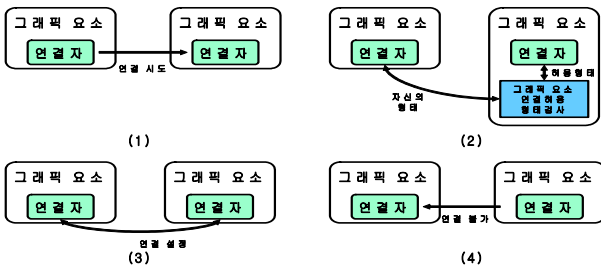 그래픽 요소
연결자
연결 시도
그래픽 요소
연결자
(1)
그래픽 요소
연결자
자신의
형태
그래픽 요소
연결자
허용형태
그래픽 요소
연결허용
형태검사
(2)
그래픽 요소
연결자
그래픽 요소
연결자
연결 설정
(3)
그래픽 요소
연결자
연결 불가
그래픽 요소
연결자
(4)